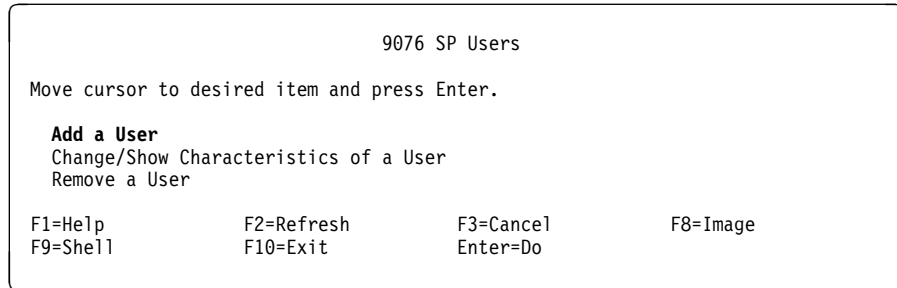 9076 SP Users
Move cursor to desired item and press Enter.
Add a User
Change/Show Characteristics of a User
Remove a User
F1=Help F2=Refresh F3=Cancel F8=Image
F9=Shell F10=Exit Enter=Do